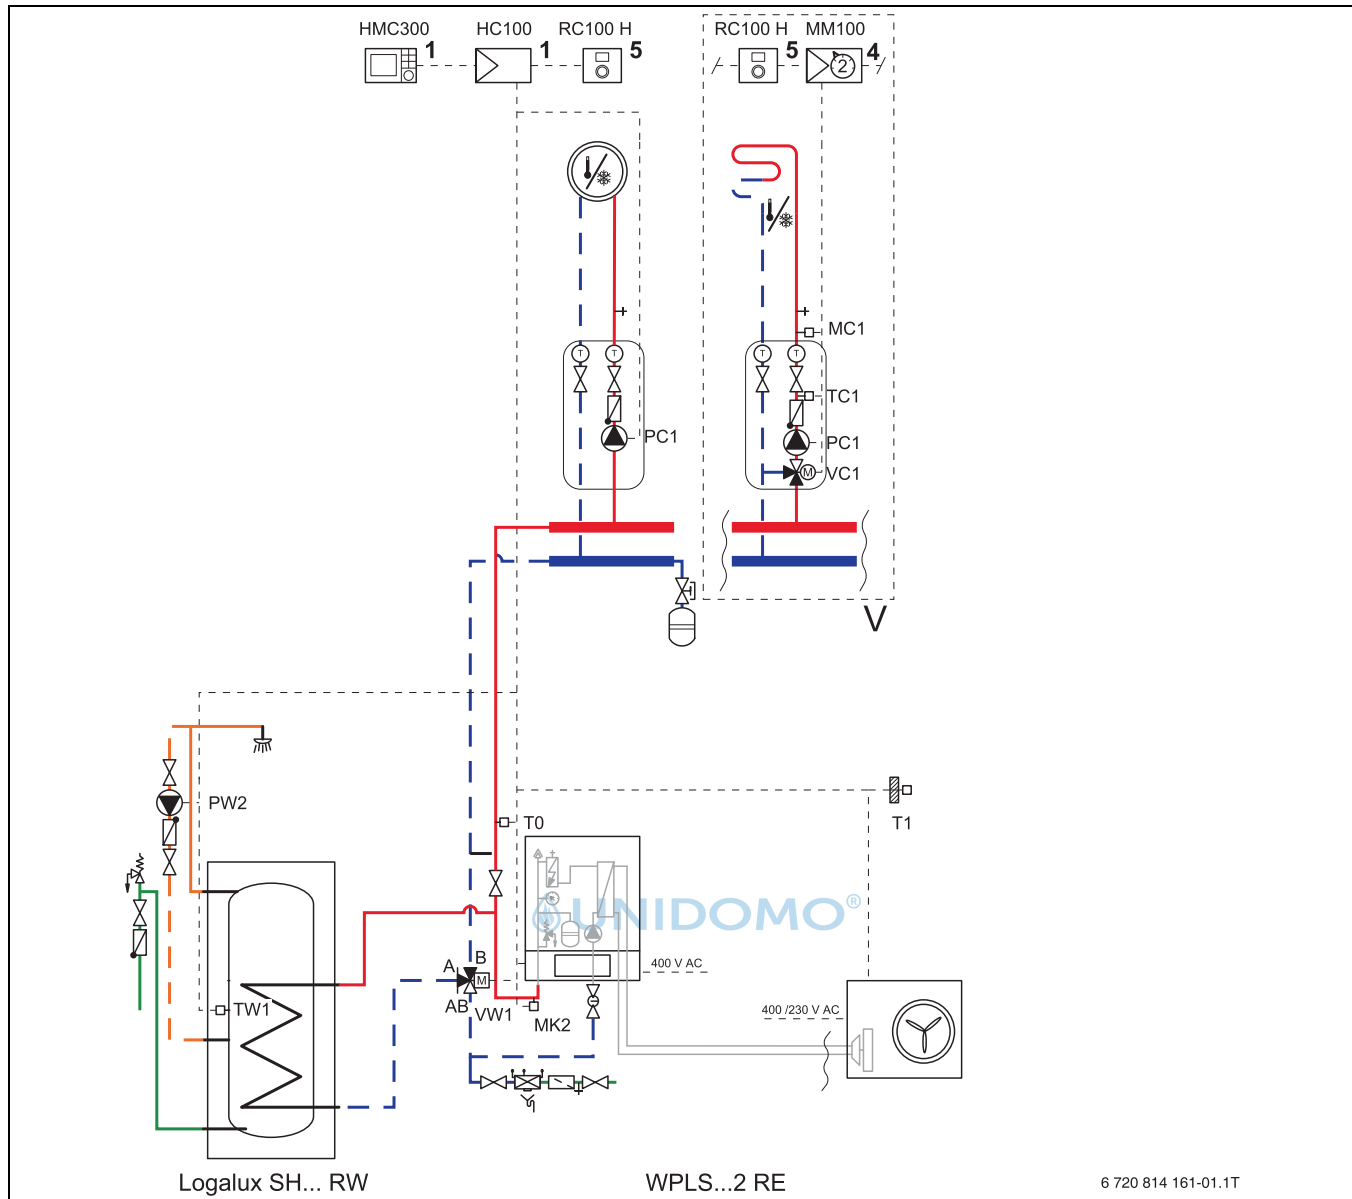 HMC300 HC100 RC100 H RC100 H MM100
1 1 5 5 2 4
MC1
T T T T
TC1
PC1 PC1
M VC1
V
T0 T1
PW2
UNIDOMO®
A B 400 V AC
M
AB
TW1 VW1 MK2 400 /230 V AC
Logalux SH... RW WPLS...2 RE 6 720 814 161-01.1T